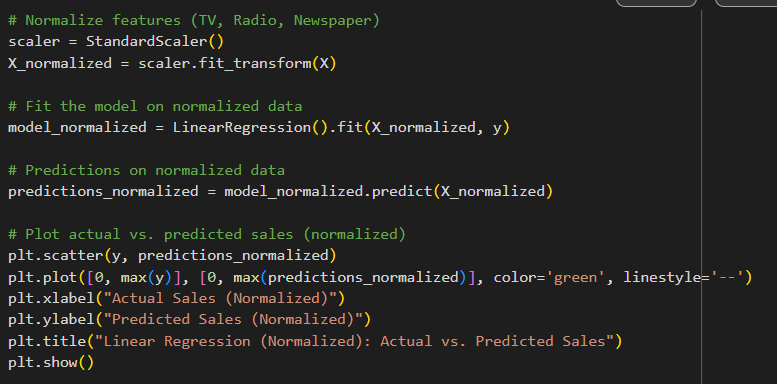 # Normalize features (TV, Radio, Newspaper)
scaler = StandardScaler()
X_normalized = scaler.fit_transform(X)
# Fit the model on normalized data
model_normalized = LinearRegression().fit(X_normalized, y)
# Predictions on normalized data
predictions_normalized = model_normalized.predict(X_normalized)
# Plot actual vs. predicted sales (normalized)
plt.scatter(y, predictions_normalized)
plt.plot([0, max(y)], [0, max(predictions_normalized)], color='green', linestyle='--')
plt.xlabel("Actual Sales (Normalized)")
plt.ylabel("Predicted Sales (Normalized)")
plt.title("Linear Regression (Normalized): Actual vs. Predicted Sales")
plt.show()